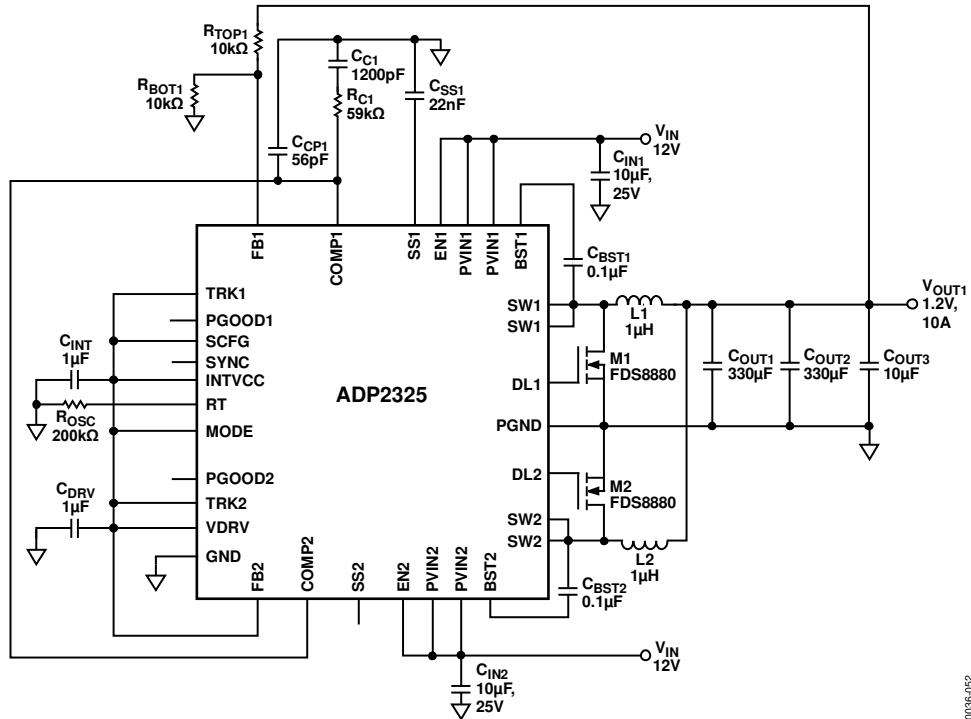 RTOP1
10kΩ
RBOT1
10kΩ
CC1
1200pF
RC1
59kΩ
CCP1
56pF
CSS1
22nF
VIN
12V
CIN1
10µF,
25V
FB1
COMP1
SS1
EN1
PVIN1
PVIN1
BST1
CBST1
0.1µF
TRK1
PGOOD1
SCFG
SYNC
INTVCC
RT
MODE
PGOOD2
TRK2
VDRV
GND
CINT
1µF
ROSC
200kΩ
CDRV
1µF
ADP2325
SW1
SW1
DL1
PGND
DL2
SW2
SW2
L1
1µH
M1
FDS8880
M2
FDS8880
L2
1µH
VOUT1
1.2V,
10A
COUT1
330µF
COUT2
330µF
COUT3
10µF
FB2
COMP2
SS2
EN2
PVIN2
PVIN2
BST2
CBST2
0.1µF
VIN
12V
CIN2
10µF,
25V